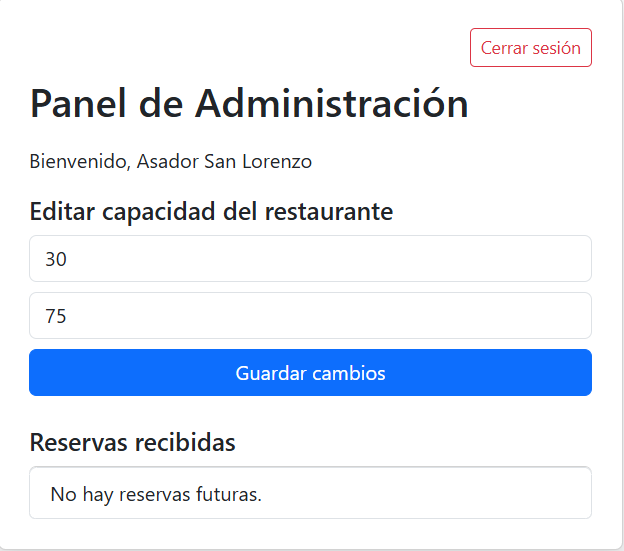 Cerrar sesión
Panel de Administración
Bienvenido, Asador San Lorenzo
Editar capacidad del restaurante
30
75
Guardar cambios
Reservas recibidas
No hay reservas futuras.